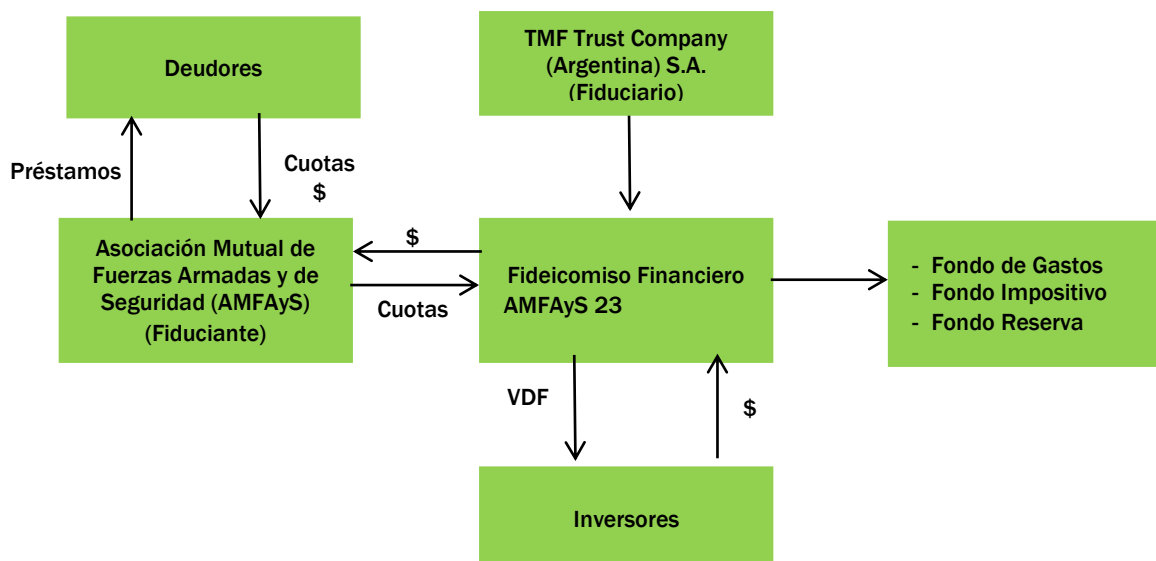 Deudores
TMF Trust Company
(Argentina) S.A.
(Fiduciario)
Préstamos
Cuotas
$
Asociación Mutual de
Fuerzas Armadas y de
Seguridad (AMFAyS)
(Fiduciante)
$
Cuotas
Fideicomiso Financiero
AMFAyS 23
- Fondo de Gastos
- Fondo Impositivo
- Fondo Reserva
VDF
$
Inversores